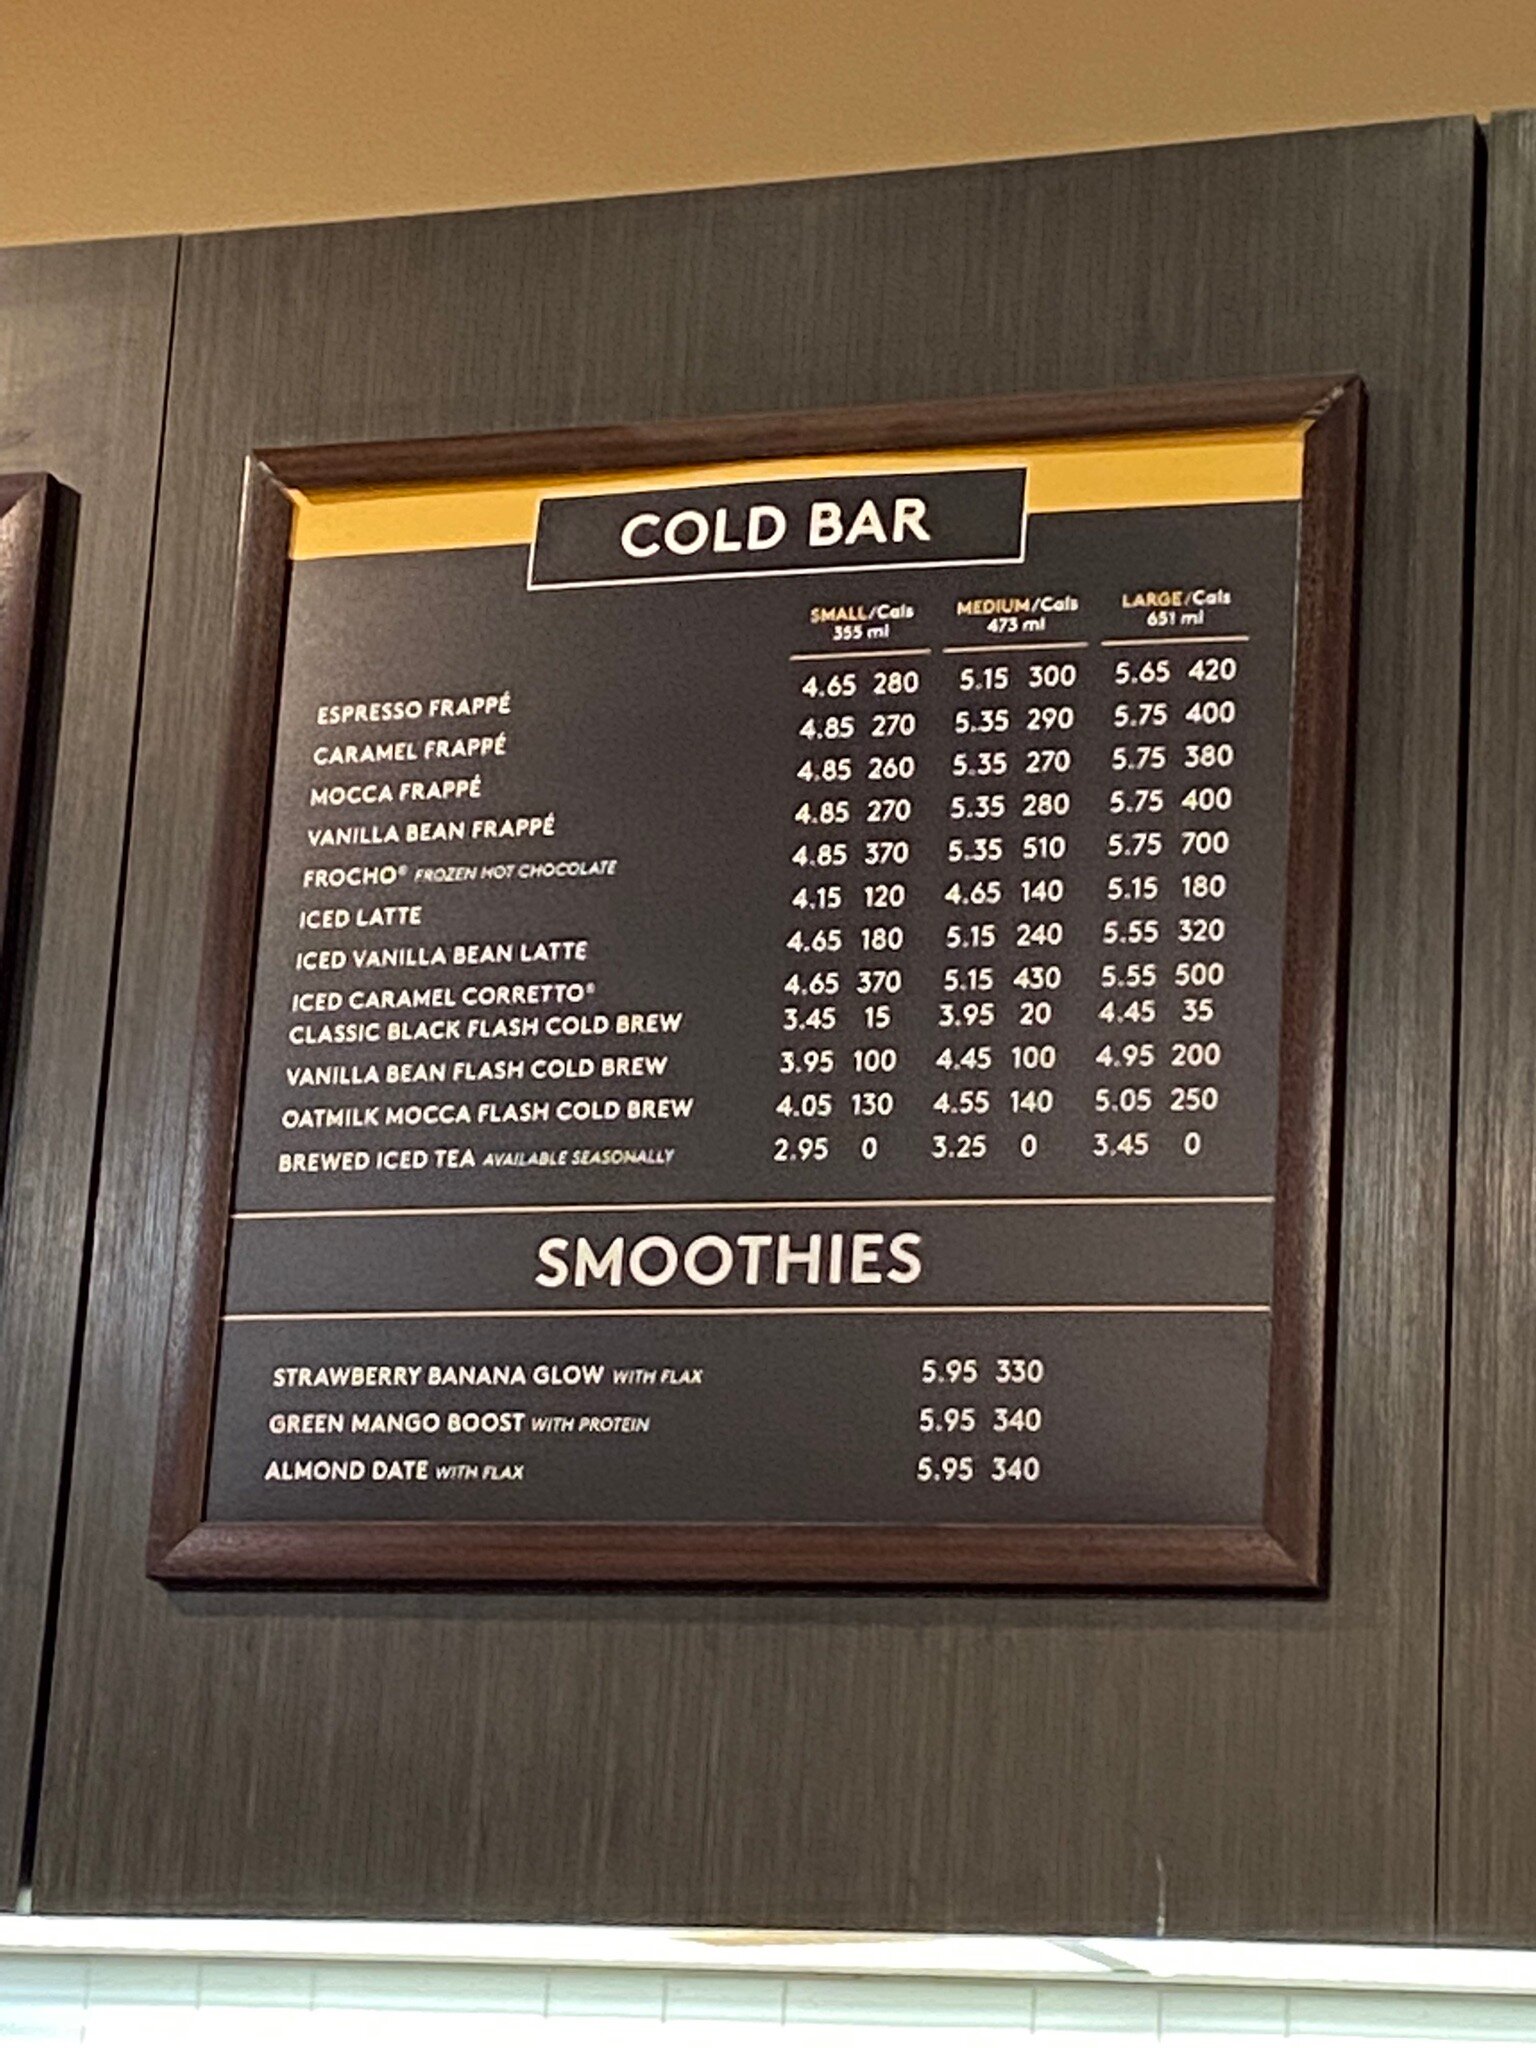 COLD BAR
SMALL/Cals MEDIUM/Cals LARGE/Cals
355 ml 473 ml 651 ml
ESPRESSO FRAPPÉ 4.65 280 5.15 300 5.65 420
CARAMEL FRAPPÉ 4.85 270 5.35 290 5.75 400
MOCCA FRAPPÉ 4.85 260 5.35 270 5.75 380
VANILLA BEAN FRAPPÉ 4.85 270 5.35 280 5.75 400
FROCHO® FROZEN HOT CHOCOLATE 4.85 370 5.35 510 5.75 700
ICED LATTE 4.15 120 4.65 140 5.15 180
ICED VANILLA BEAN LATTE 4.65 180 5.15 240 5.55 320
ICED CARAMEL CORRETTO® 4.65 370 5.15 430 5.55 500
CLASSIC BLACK FLASH COLD BREW 3.45 15 3.95 20 4.45 35
VANILLA BEAN FLASH COLD BREW 3.95 100 4.45 100 4.95 200
OATMILK MOCCA FLASH COLD BREW 4.05 130 4.55 140 5.05 250
BREWED ICED TEA AVAILABLE SEASONALLY 2.95 0 3.25 0 3.45 0
SMOOTHIES
STRAWBERRY BANANA GLOW WITH FLAX 5.95 330
GREEN MANGO BOOST WITH PROTEIN 5.95 340
ALMOND DATE WITH FLAX 5.95 340